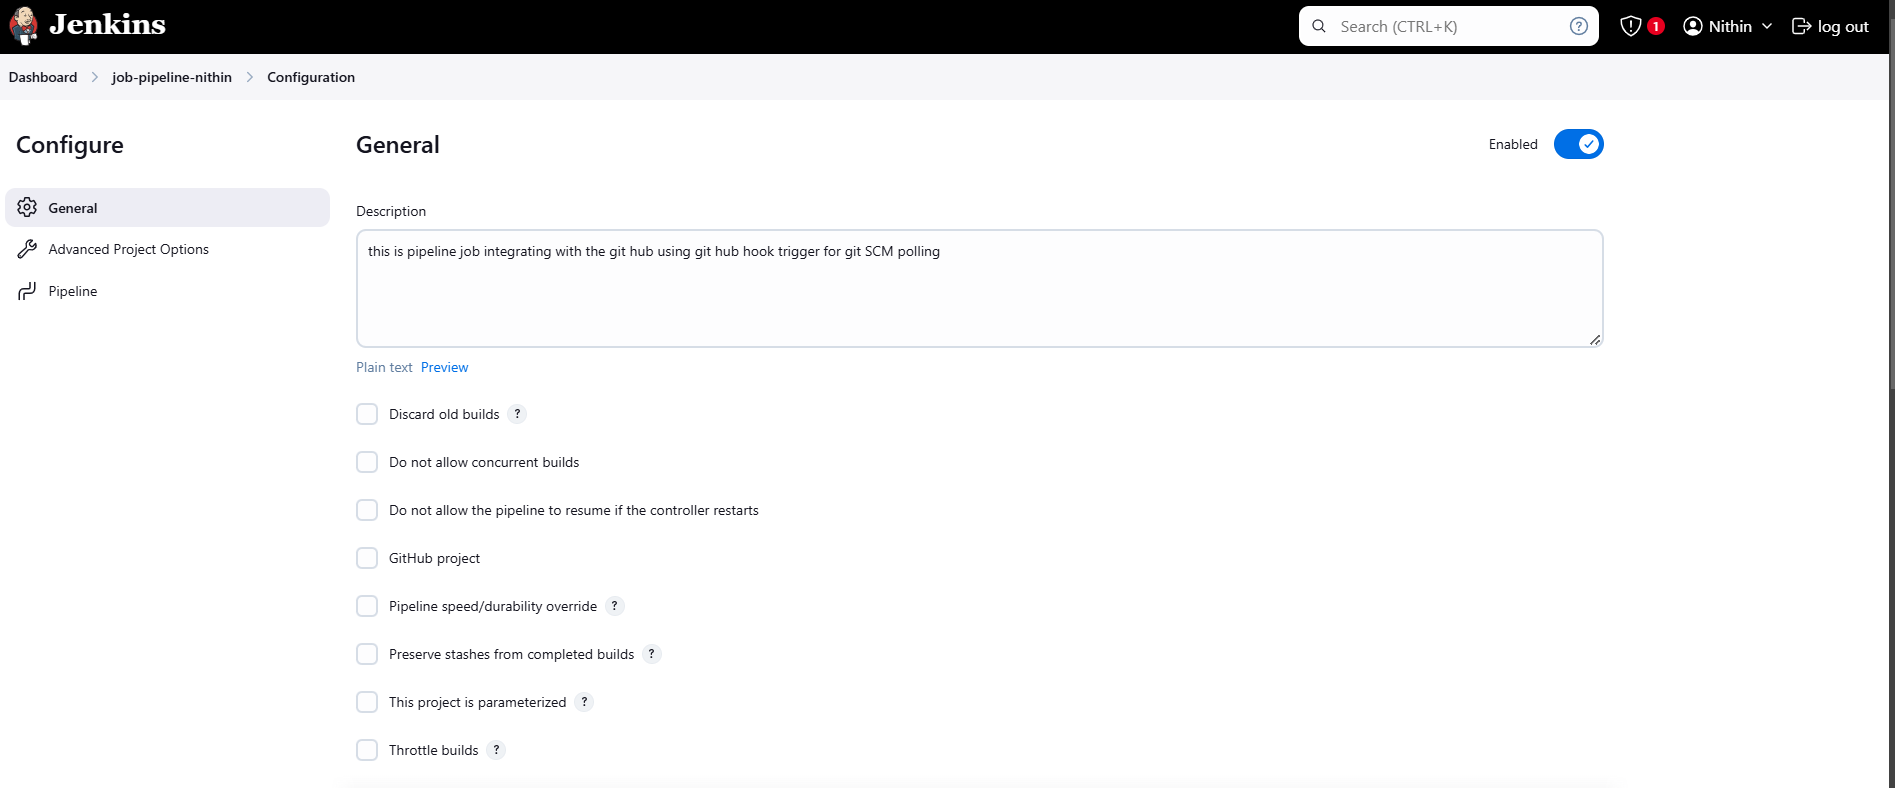 Jenkins
Search (CTRL+K)
?
1
Nithin
log out
Dashboard > job-pipeline-nithin > Configuration
Configure
General
Advanced Project Options
Pipeline
General
Enabled
Description
this is pipeline job integrating with the git hub using git hub hook trigger for git SCM polling
Plain text Preview
Discard old builds ?
Do not allow concurrent builds
Do not allow the pipeline to resume if the controller restarts
GitHub project
Pipeline speed/durability override ?
Preserve stashes from completed builds ?
This project is parameterized ?
Throttle builds ?